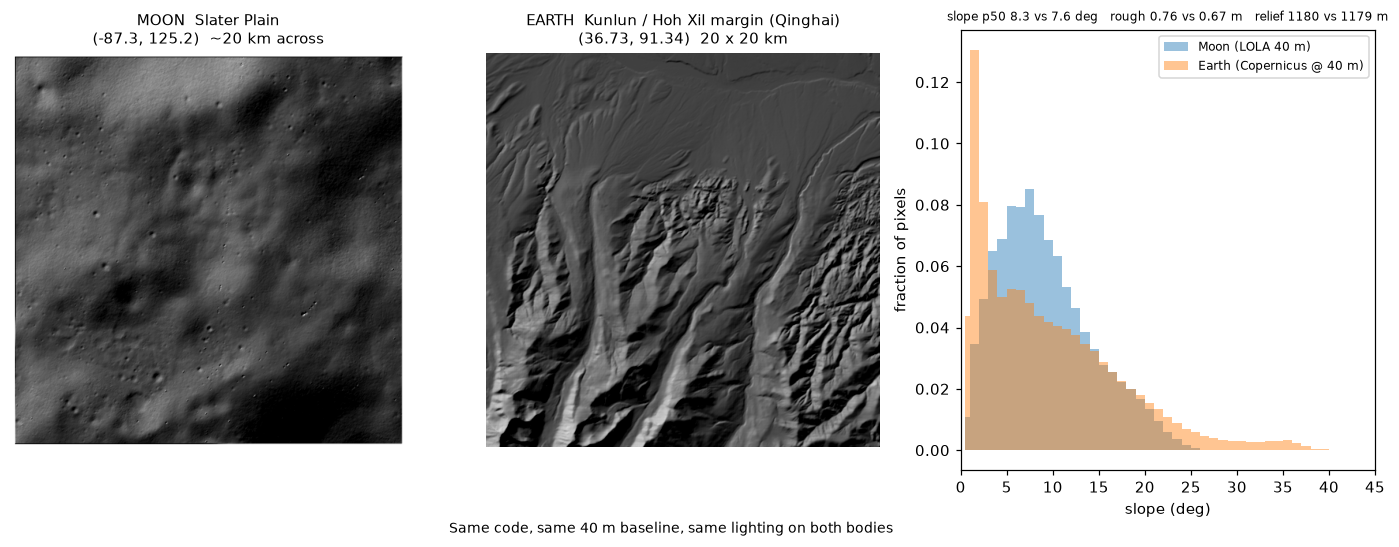 MOON  Slater Plain
(-87.3, 125.2)  ~20 km across
EARTH  Kunlun / Hoh Xil margin (Qinghai)
(36.73, 91.34)  20 x 20 km
slope p50 8.3 vs 7.6 deg   rough 0.76 vs 0.67 m   relief 1180 vs 1179 m
Moon (LOLA 40 m)
Earth (Copernicus @ 40 m)
fraction of pixels
0.12
0.10
0.08
0.06
0.04
0.02
0.00
0 5 10 15 20 25 30 35 40 45
slope (deg)
Same code, same 40 m baseline, same lighting on both bodies